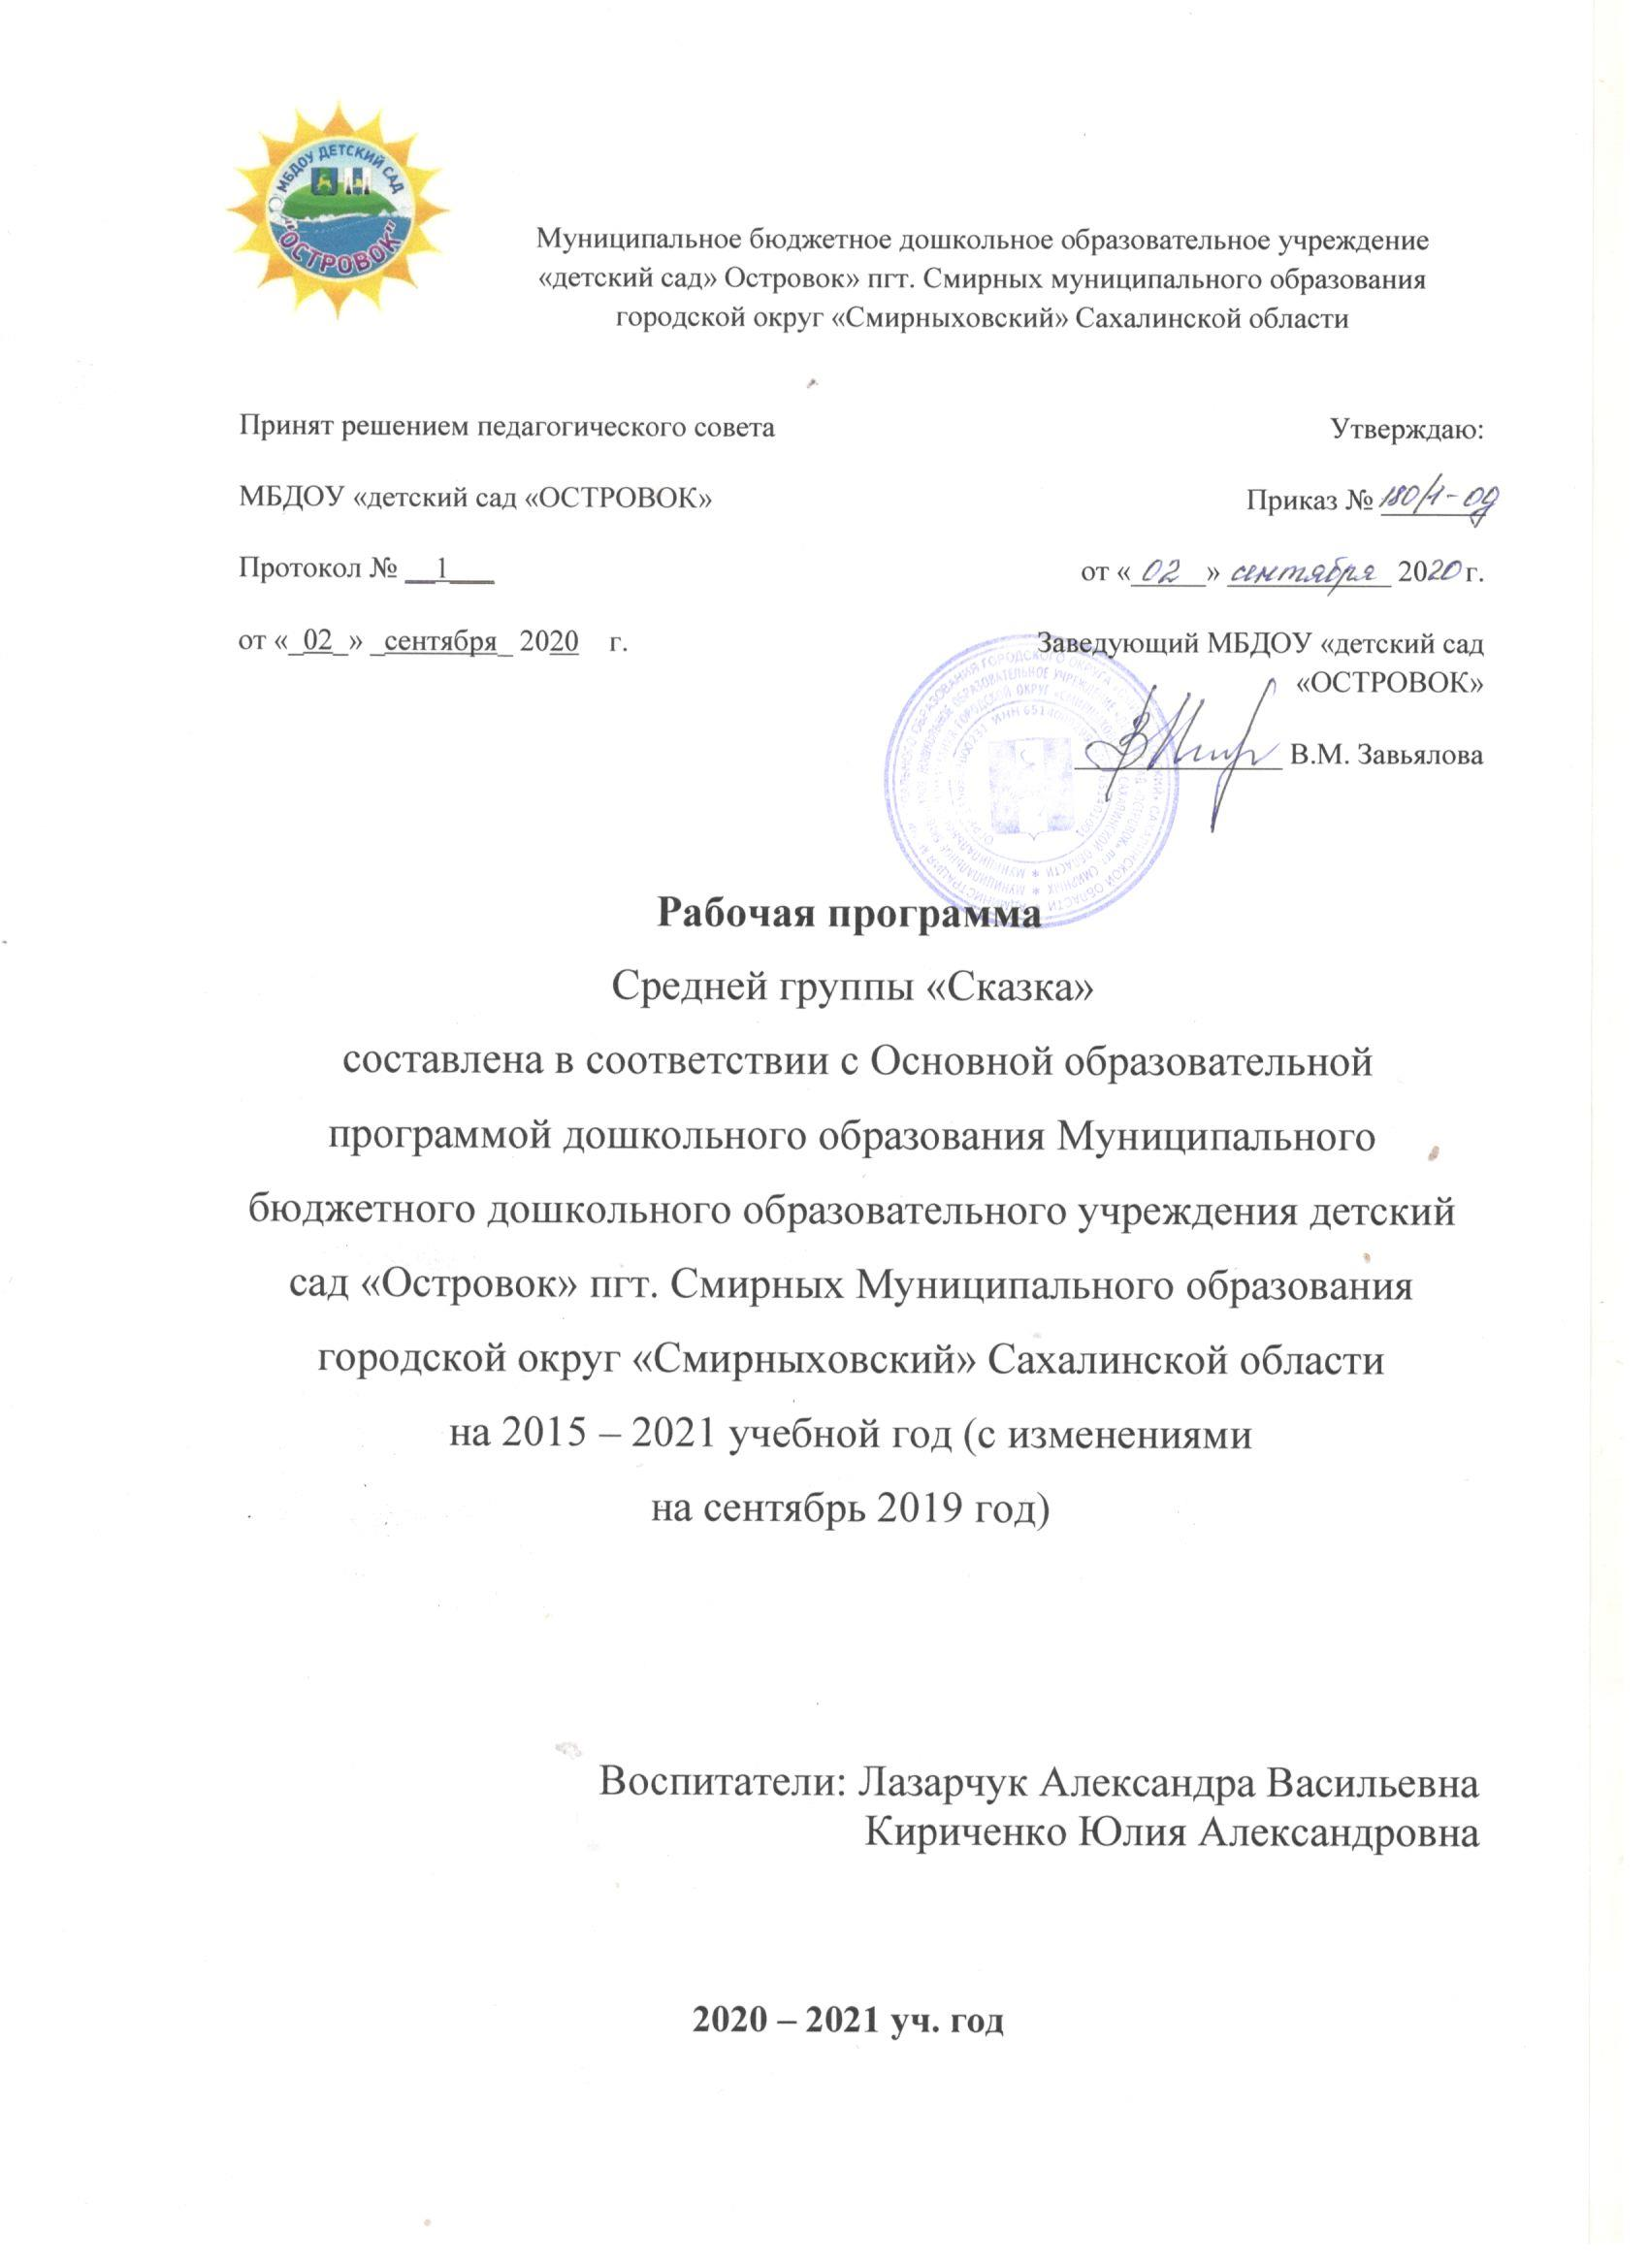 МБДОУ ДЕТСКИЙ САД
"ОСТРОВОК"
Муниципальное бюджетное дошкольное образовательное учреждение
«детский сад» Островок» пгт. Смирных муниципального образования
городской округ «Смирныховский» Сахалинской области
Принят решением педагогического совета
Утверждаю:
МБДОУ «детский сад «ОСТРОВОК»
Приказ № 180/1-од
Протокол № __1___
от «02» сентября 2020 г.
от «_02_» _сентября_ 2020 г.
Заведующий МБДОУ «детский сад
«ОСТРОВОК»
В.М. Завьялова
Рабочая программа
Средней группы «Сказка»
составлена в соответствии с Основной образовательной
программой дошкольного образования Муниципального
бюджетного дошкольного образовательного учреждения детский
сад «Островок» пгт. Смирных Муниципального образования
городской округ «Смирныховский» Сахалинской области
на 2015 – 2021 учебной год (с изменениями
на сентябрь 2019 год)
Воспитатели: Лазарчук Александра Васильевна
Кириченко Юлия Александровна
2020 – 2021 уч. год